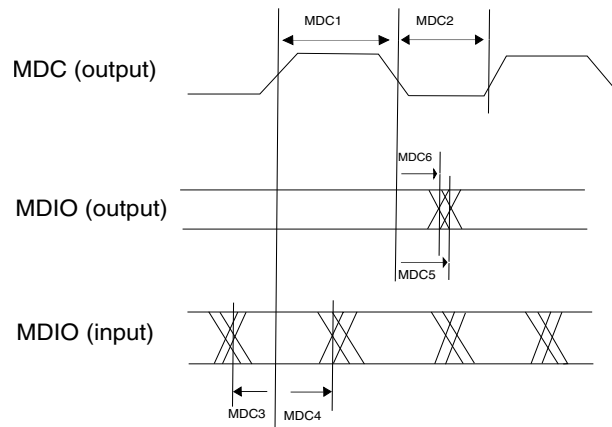 MDC1
MDC2
MDC (output)
MDC6
MDIO (output)
MDC5
MDIO (input)
MDC3
MDC4